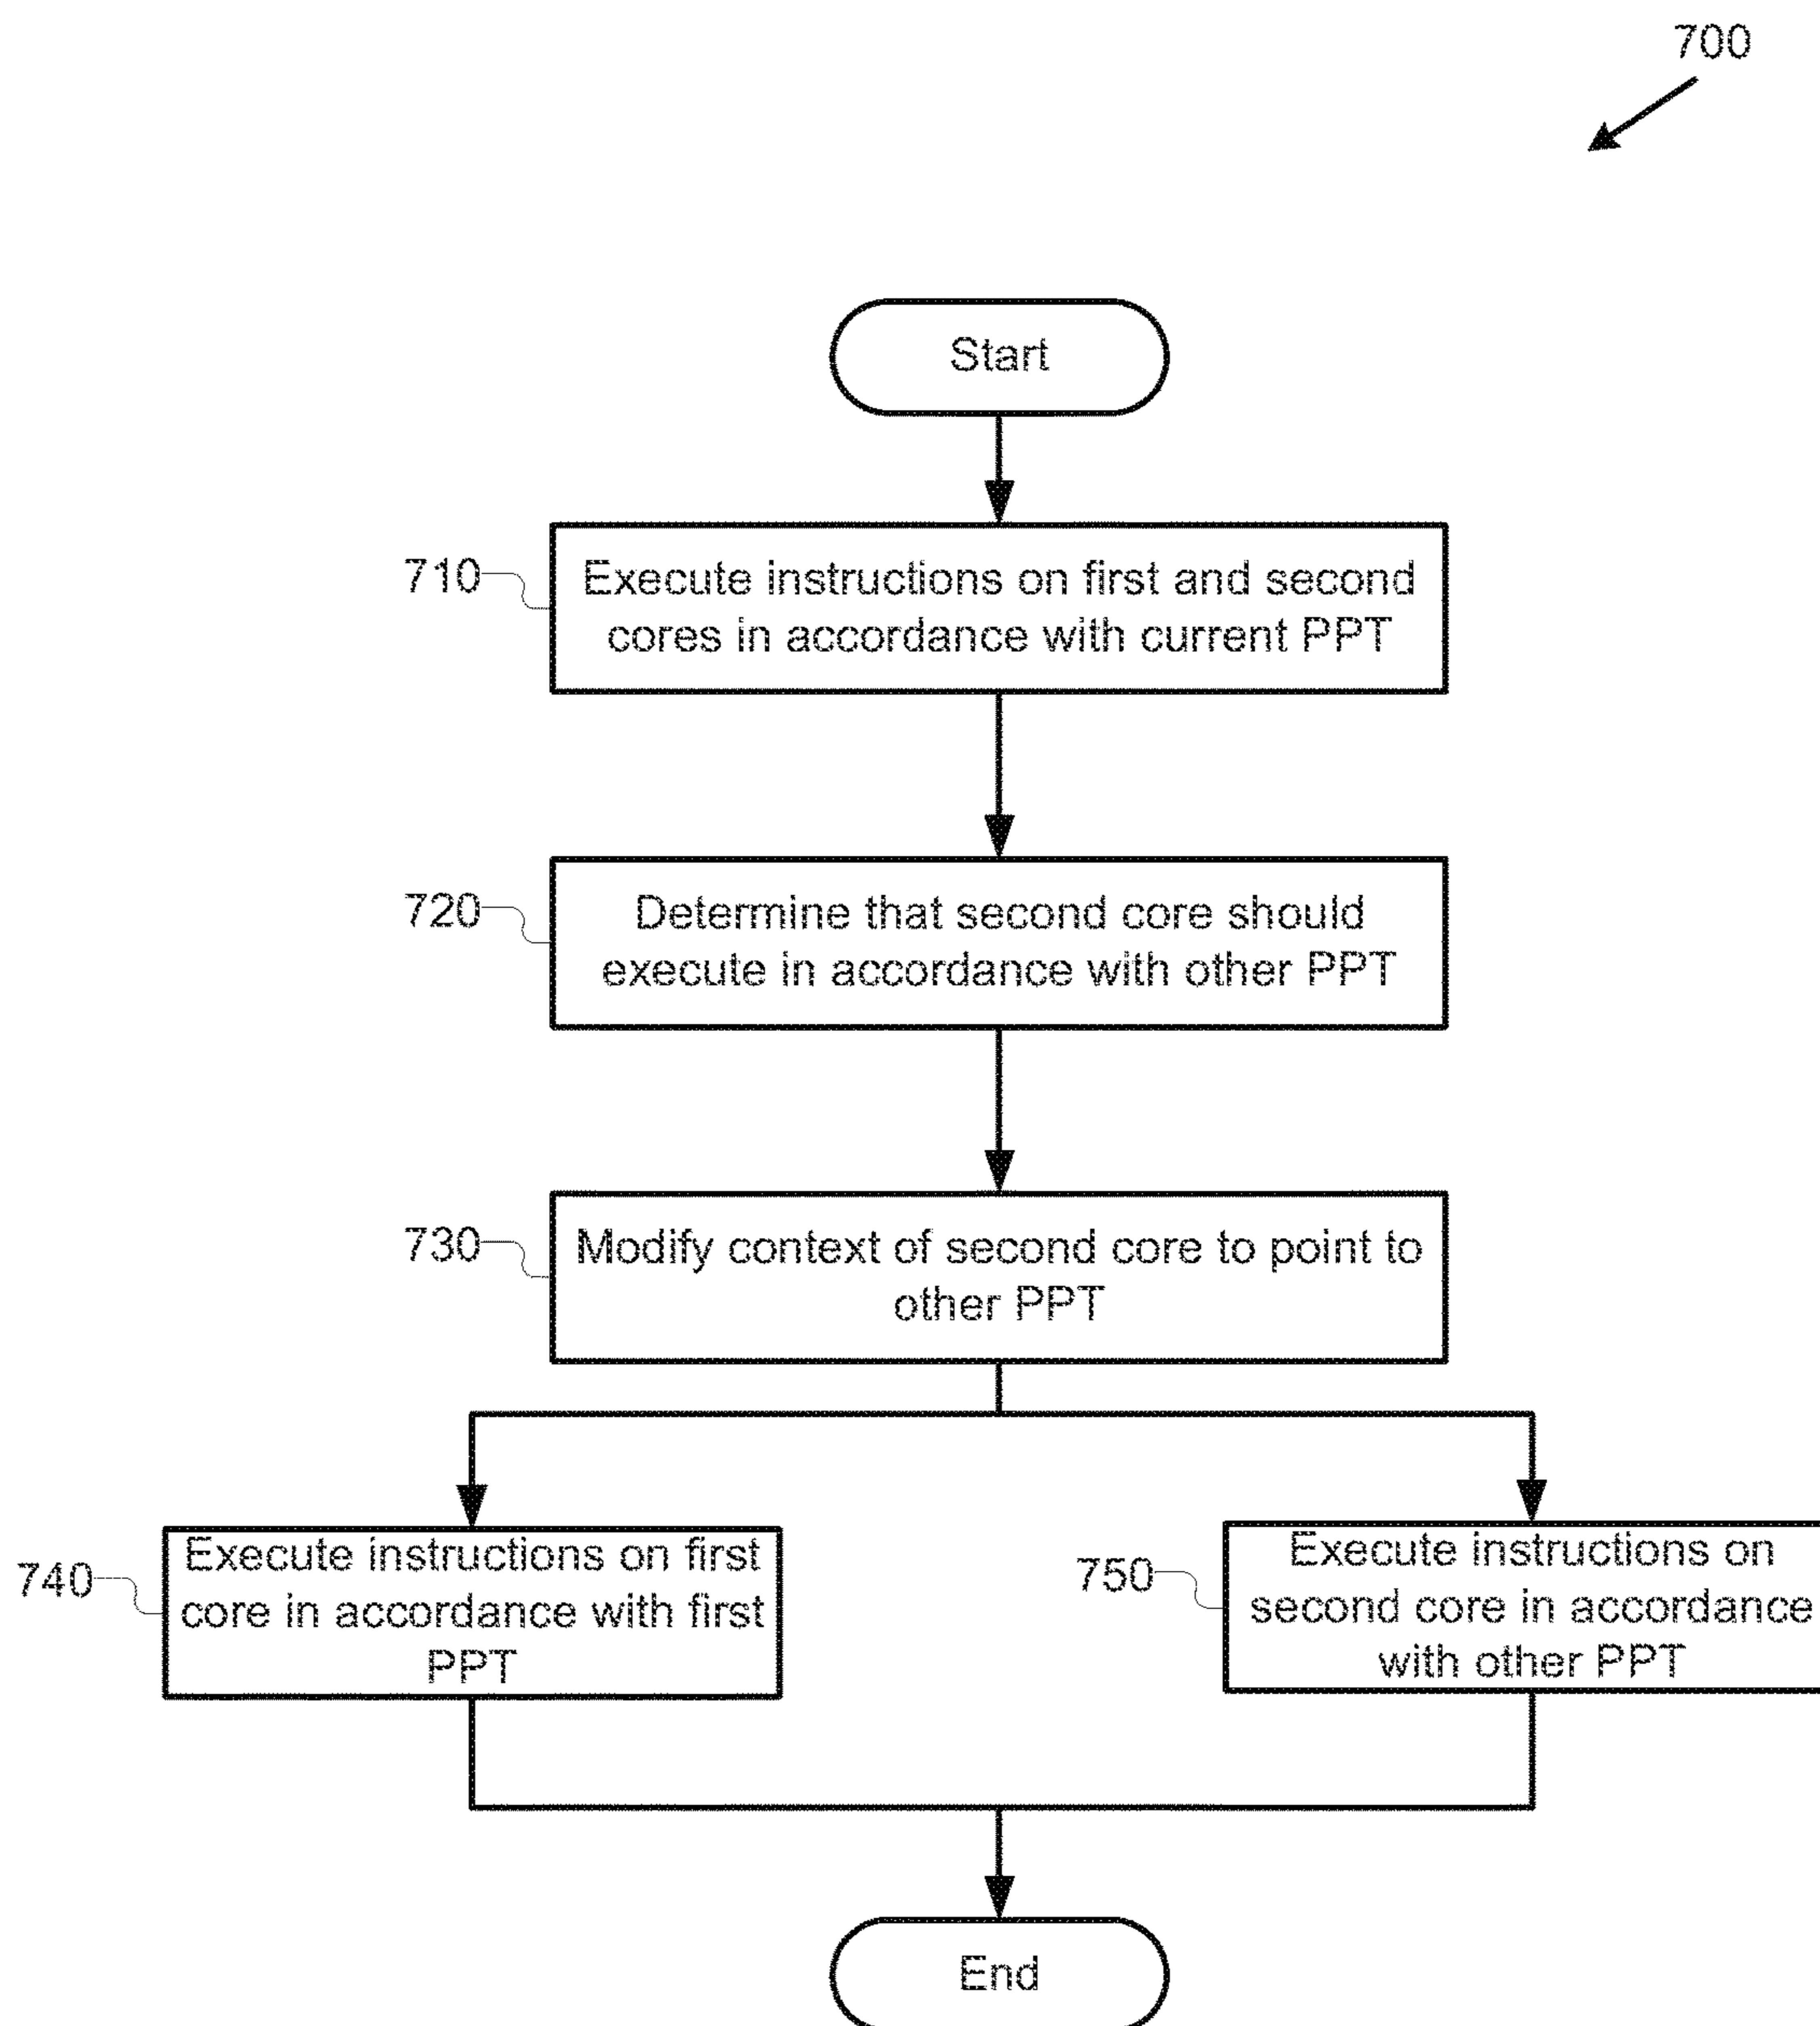 700
Start
710
Execute instructions on first and second
cores in accordance with current PPT
720
Determine that second core should
execute in accordance with other PPT
730
Modify context of second core to point to
other PPT
740
Execute instructions on first
core in accordance with first
PPT
750
Execute instructions on
second core in accordance
with other PPT
End